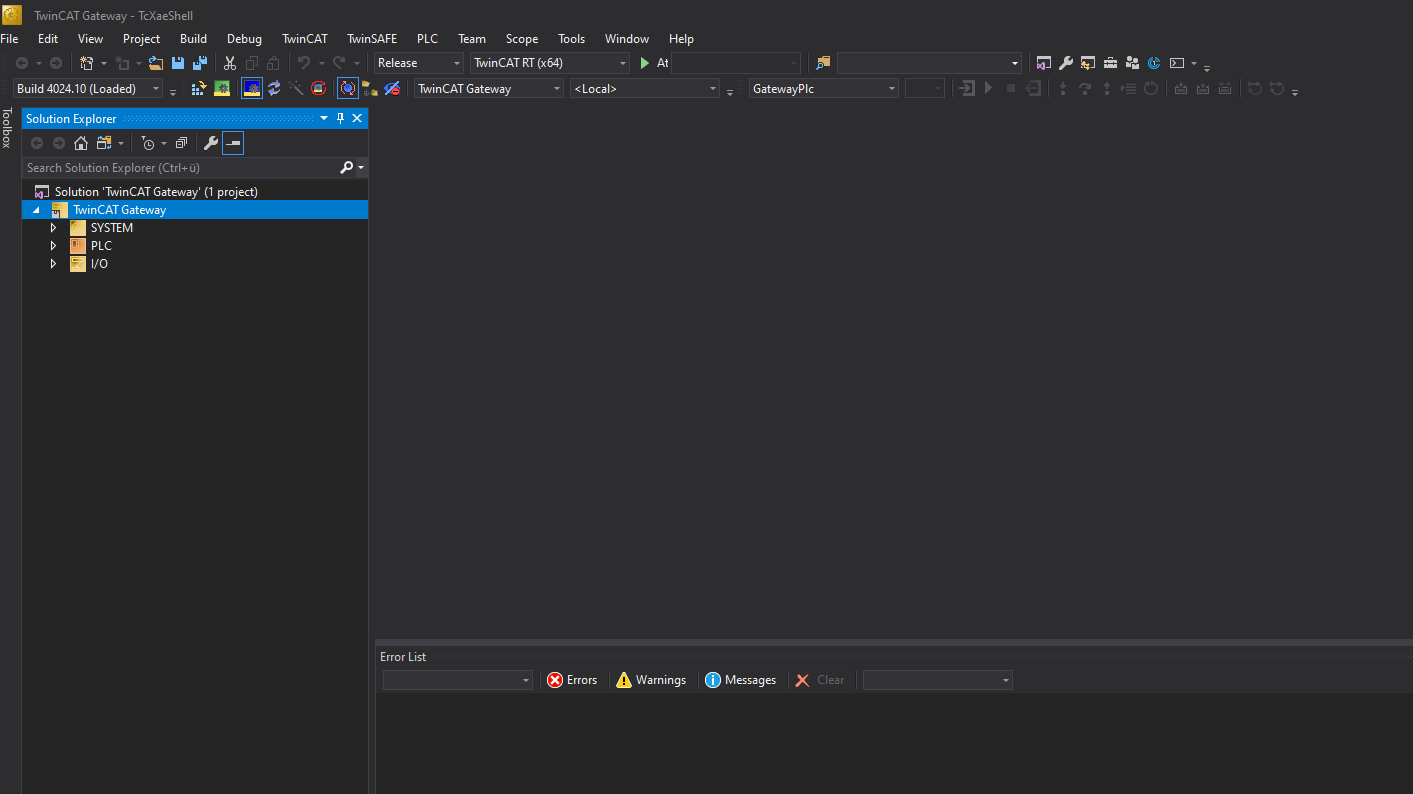 TwinCAT Gateway - TcXaeShell
File Edit View Project Build Debug TwinCAT TwinSAFE PLC Team Scope Tools Window Help
Release TwinCAT RT (x64) At
Build 4024.10 (Loaded) TwinCAT Gateway <Local> GatewayPlc
Toolbox
Solution Explorer
Search Solution Explorer (Ctrl+ü)
Solution 'TwinCAT Gateway' (1 project)
TwinCAT Gateway
SYSTEM
PLC
I/O
Error List
Errors Warnings Messages Clear